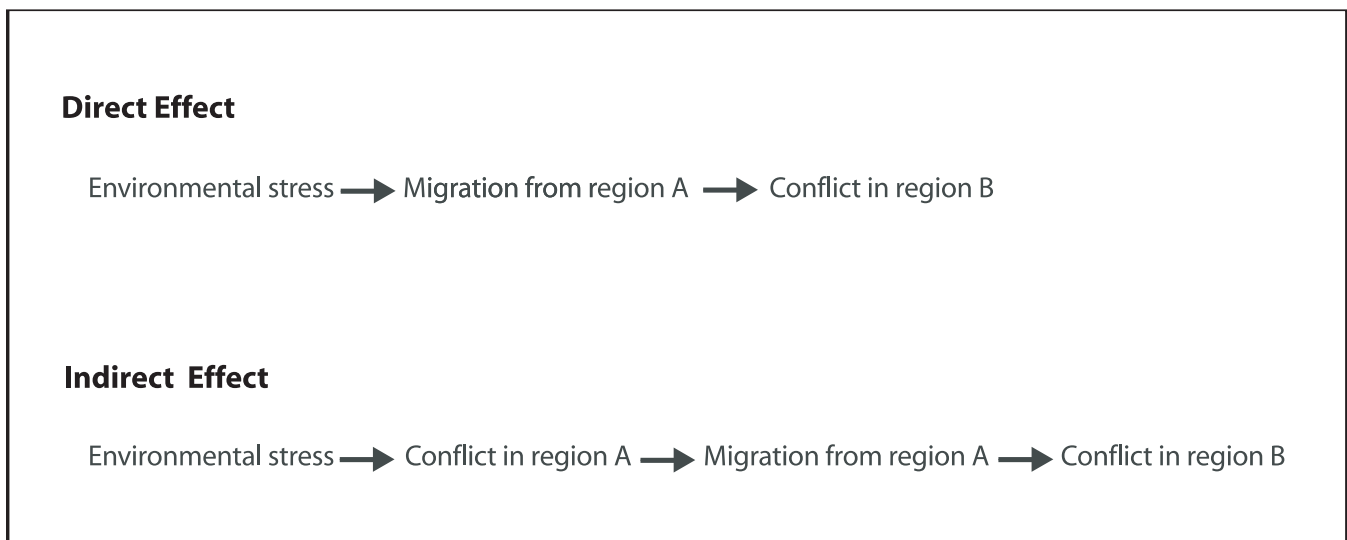 Direct Effect
Environmental stress → Migration from region A → Conflict in region B
Indirect Effect
Environmental stress → Conflict in region A → Migration from region A → Conflict in region B